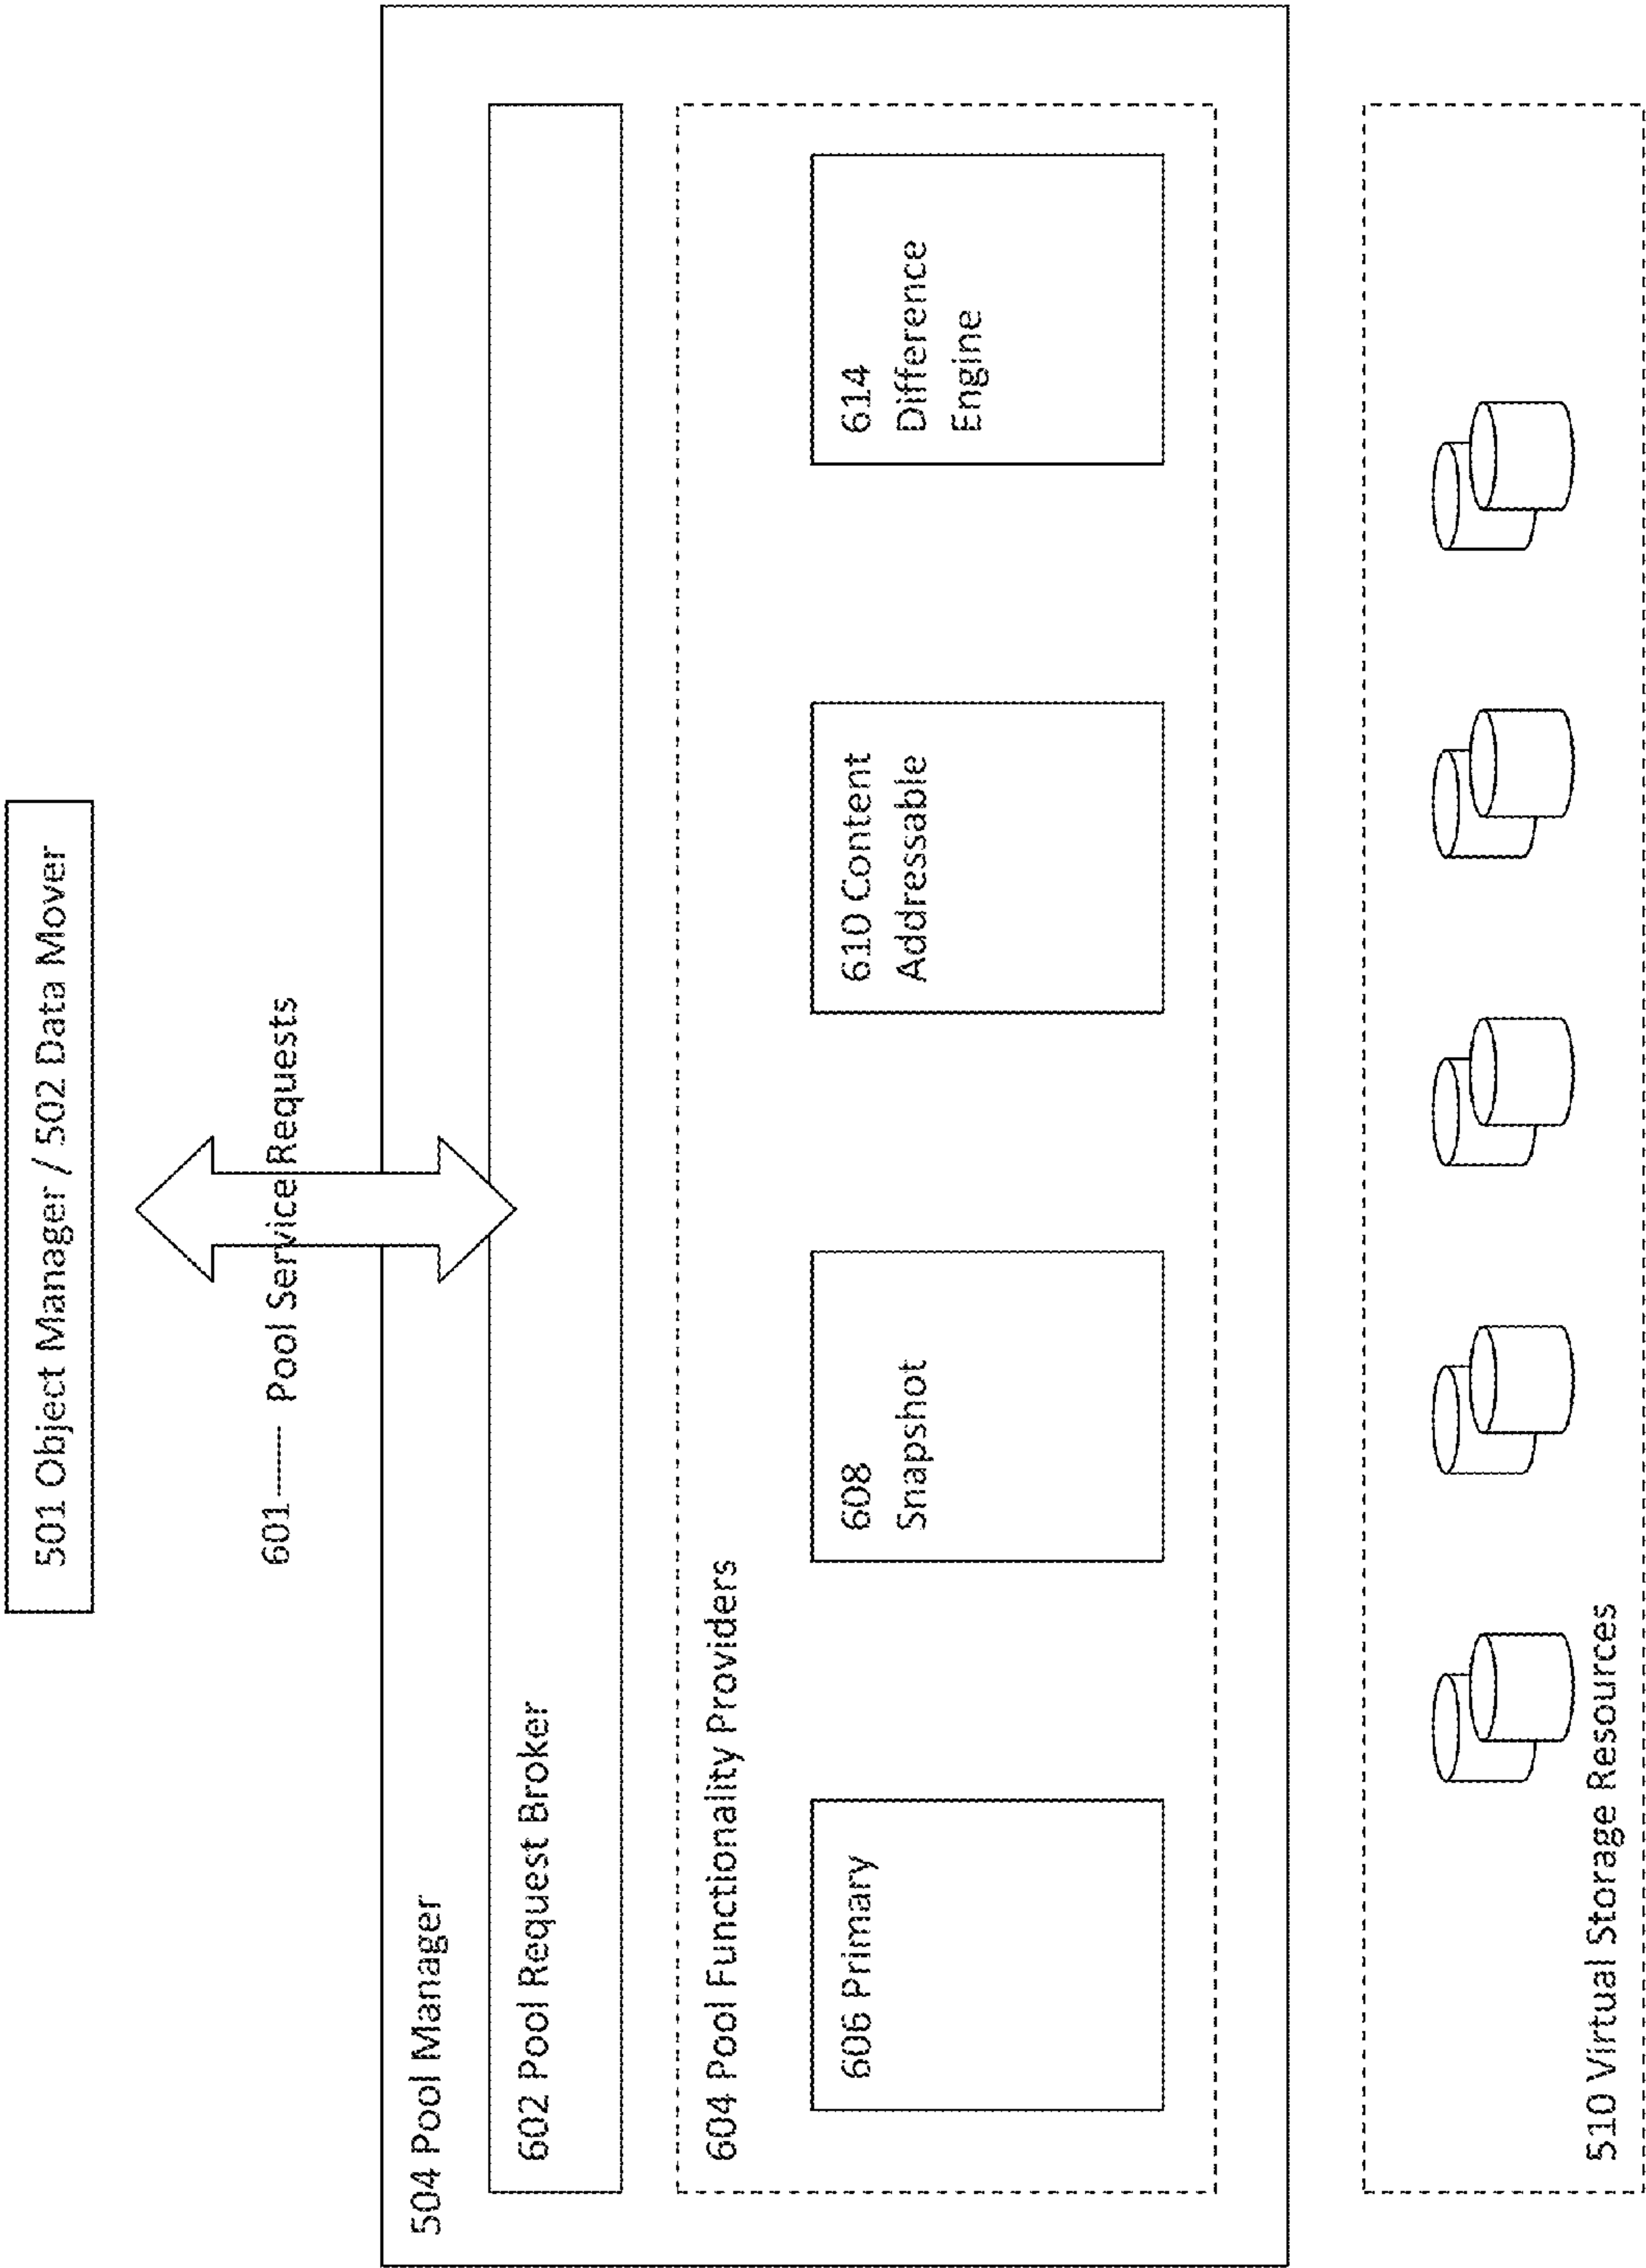 501 Object Manager / 502 Data Mover
601------ Pool Service Requests
504 Pool Manager
602 Pool Request Broker
604 Pool Functionality Providers
606 Primary
608
Snapshot
610 Content
Addressable
614
Difference
Engine
510 Virtual Storage Resources